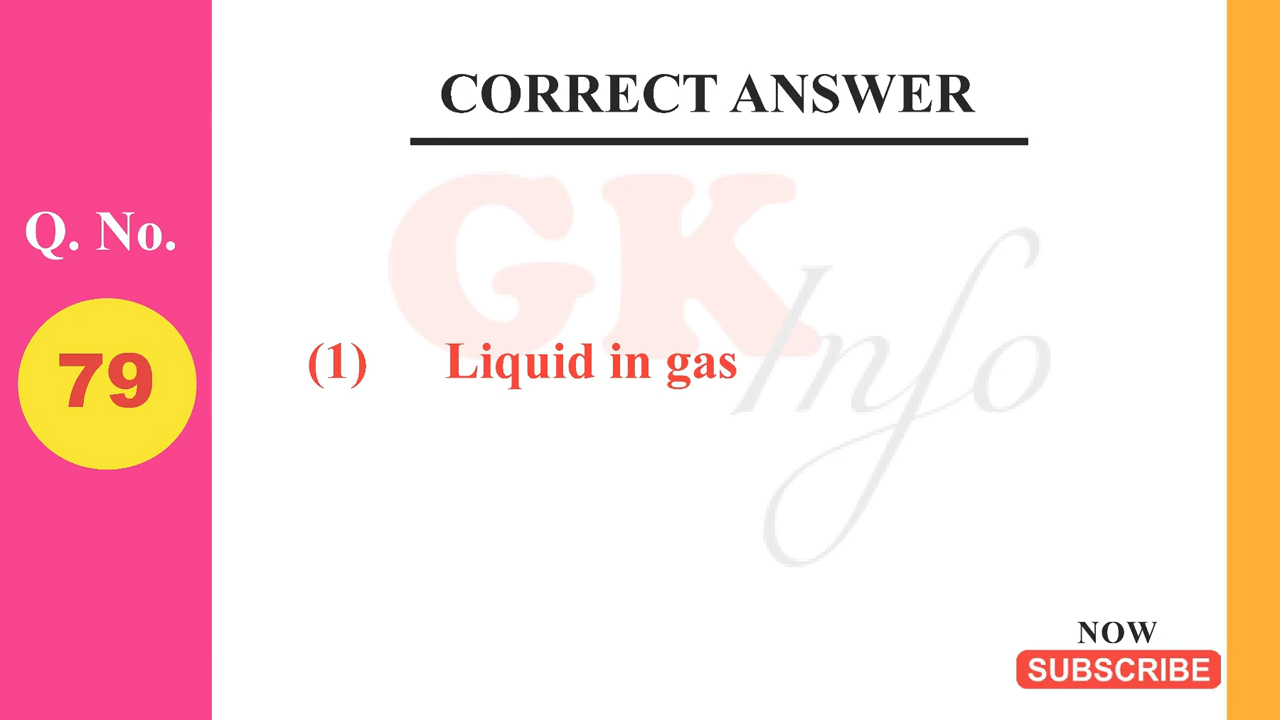 CORRECT ANSWER
Q. No.
79
GK Info
(1) Liquid in gas
NOW
SUBSCRIBE